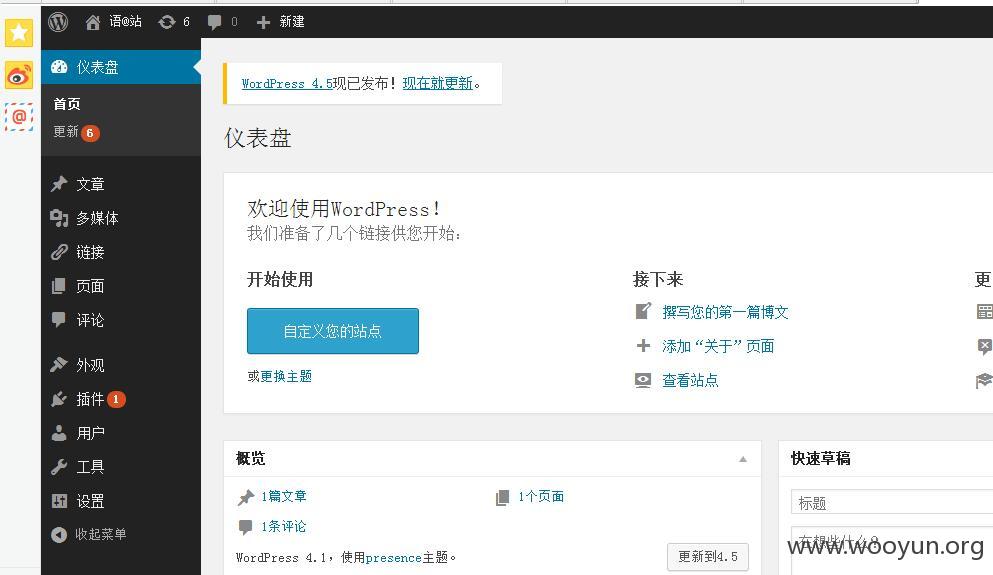 语@站 6 0 新建
仪表盘
首页
更新 6
文章
多媒体
链接
页面
评论
外观
插件 1
用户
工具
设置
收起菜单
WordPress 4.5现已发布！现在就更新。
仪表盘
欢迎使用WordPress！
我们准备了几个链接供您开始：
开始使用
自定义您的站点
或更换主题
接下来
撰写您的第一篇博文
添加“关于”页面
查看站点
更
概览
1篇文章
1个页面
1条评论
WordPress 4.1，使用presence主题。
更新到4.5
快速草稿
标题
在想些什么？
www.wooyun.org